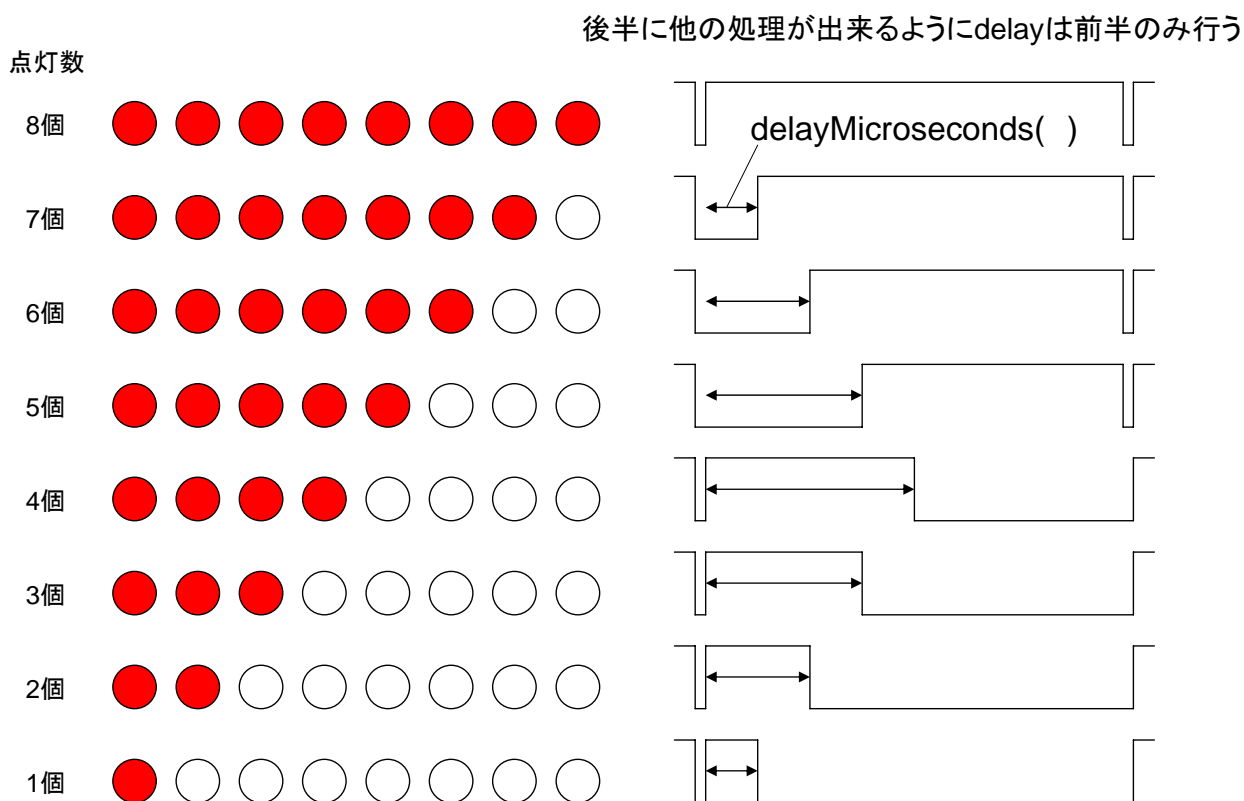 後半に他の処理が出来るようにdelayは前半のみ行う
点灯数
8個
delayMicroseconds( )
7個
6個
5個
4個
3個
2個
1個